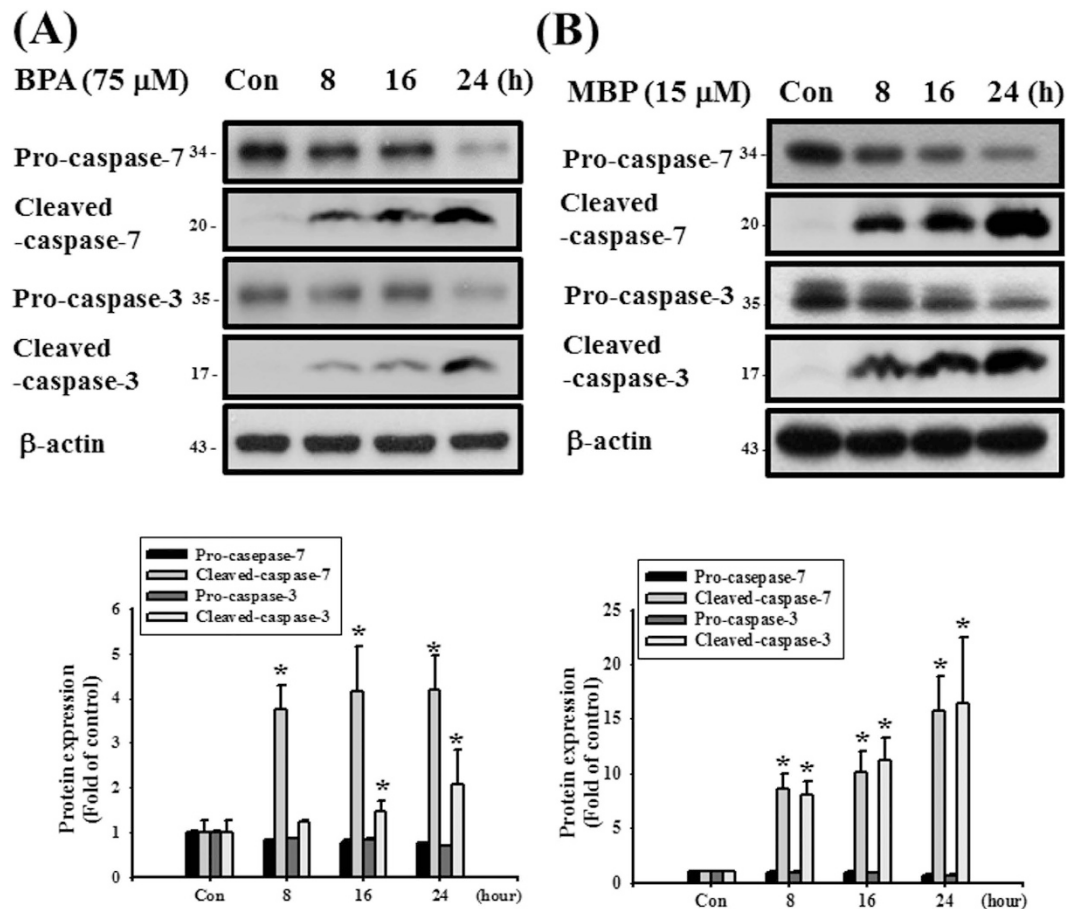 (A)
BPA (75 μM) Con 8 16 24 (h)
Pro-caspase-7 34 -
Cleaved
-caspase-7 20 -
Pro-caspase-3 35 -
Cleaved
-caspase-3 17 -
β-actin 43 -
(B)
MBP (15 μM) Con 8 16 24 (h)
Pro-caspase-7 34
Cleaved
-caspase-7 20 -
Pro-caspase-3 35
Cleaved
-caspase-3 17 -
β-actin 43
Pro-casepase-7
Cleaved-caspase-7
Pro-caspase-3
Cleaved-caspase-3
Protein expression
(Fold of control)
6
5
4
3
2
1
0
* * * * *
Con 8 16 24 (hour)
Pro-casepase-7
Cleaved-caspase-7
Pro-caspase-3
Cleaved-caspase-3
Protein expression
(Fold of control)
25
20
15
10
5
0
* * * * * *
Con 8 16 24 (hour)